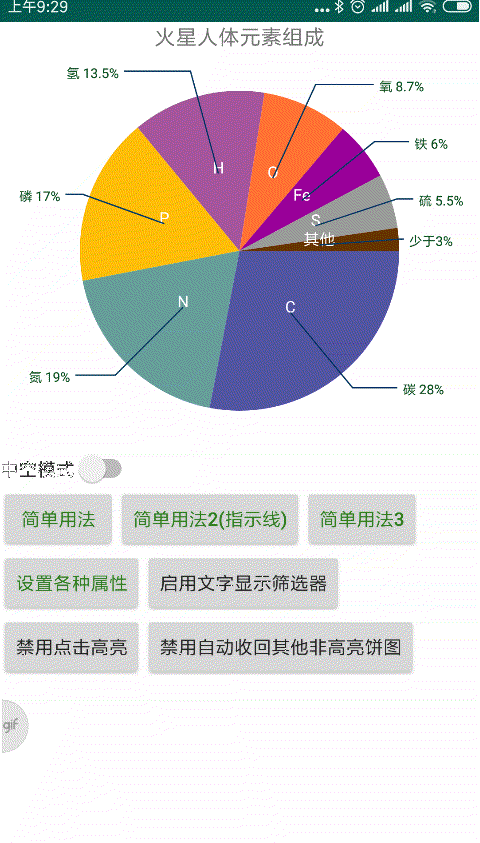 上午9:29
火星人体元素组成
氢 13.5%
氧 8.7%
铁 6%
硫 5.5%
少于3%
碳 28%
氮 19%
磷 17%
H
O
Fe
S
其他
P
N
C
中空模式
简单用法 简单用法2(指示线) 简单用法3
设置各种属性 启用文字显示筛选器
禁用点击高亮 禁用自动收回其他非高亮饼图
gif